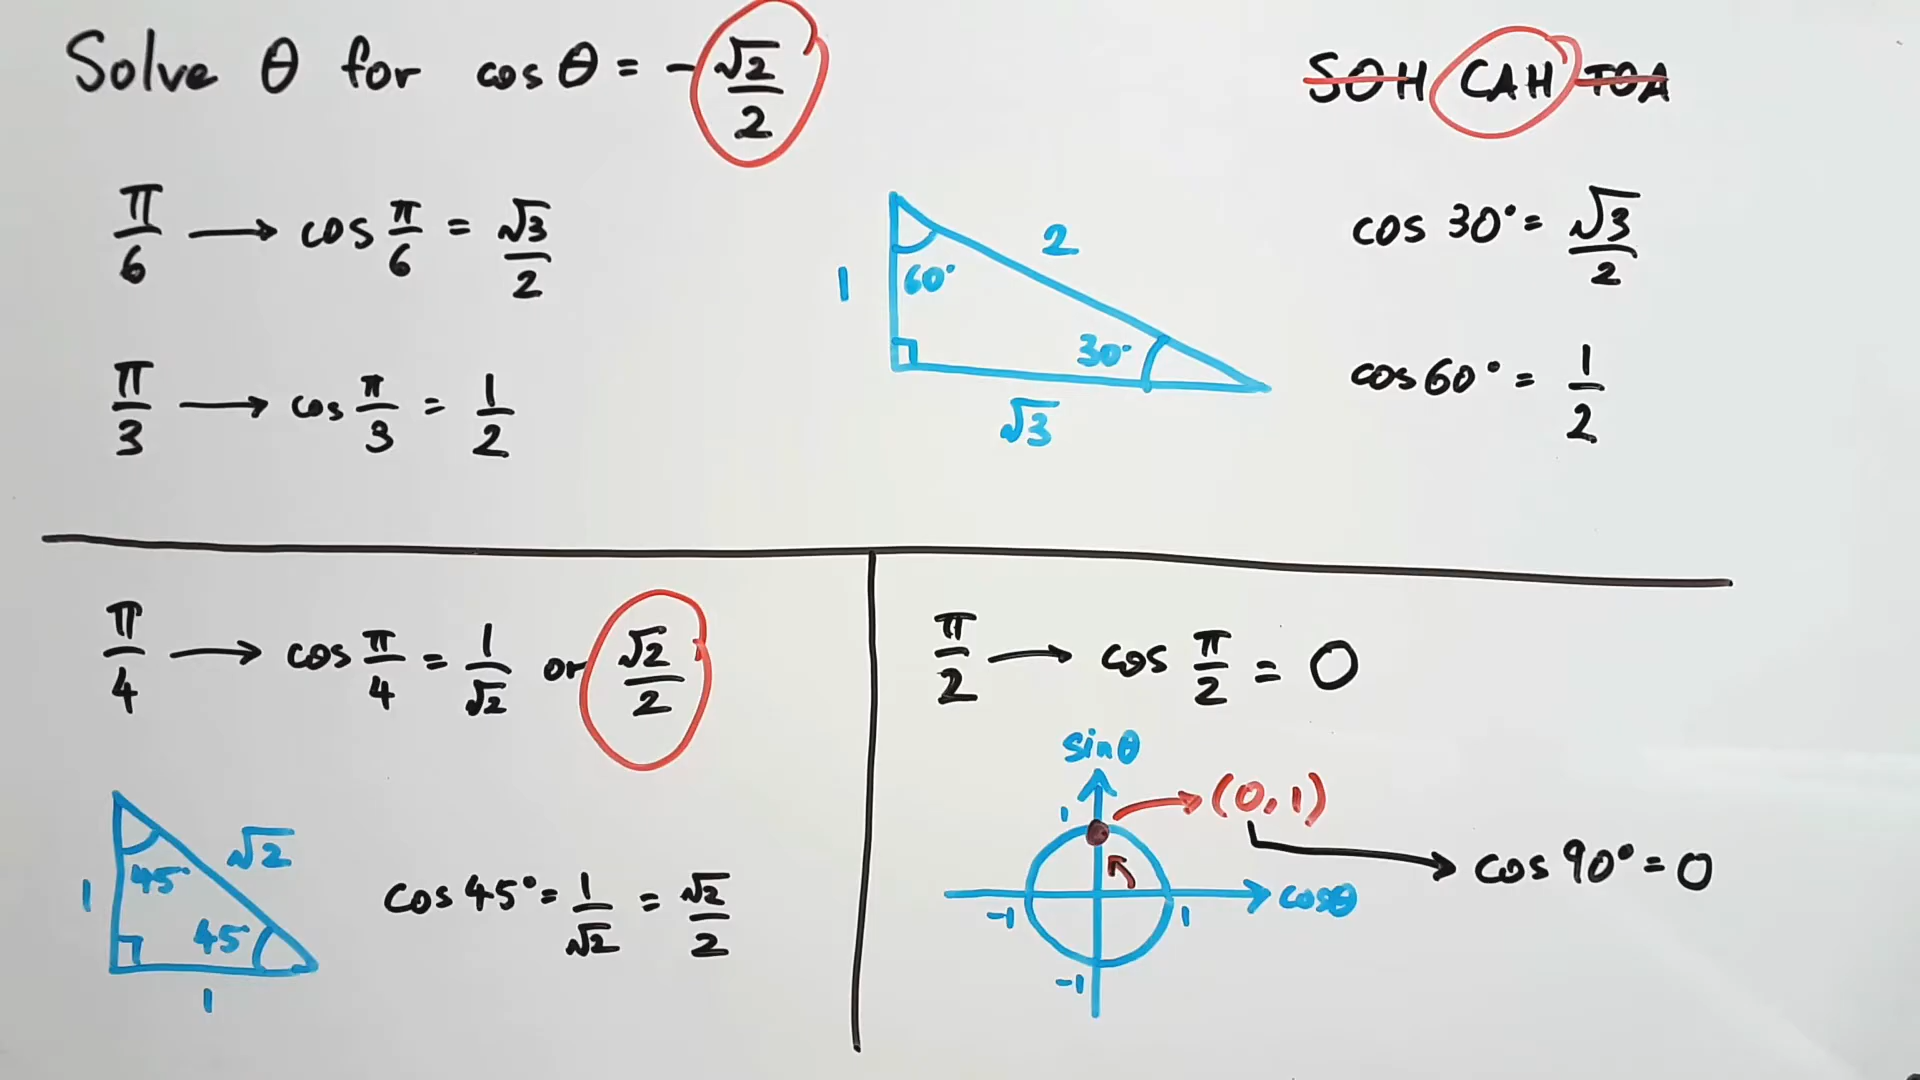 Solve θ for cos θ = -√2/2
SOH CAH TOA
π/6 → cos π/6 = √3/2
π/3 → cos π/3 = 1/2
1
60°
2
30°
√3
cos 30° = √3/2
cos 60° = 1/2
π/4 → cos π/4 = 1/√2 or √2/2
1
45°
√2
45°
1
cos 45° = 1/√2 = √2/2
π/2 → cos π/2 = 0
sin θ
1
(0, 1)
cos 90° = 0
-1
1
cosθ
-1